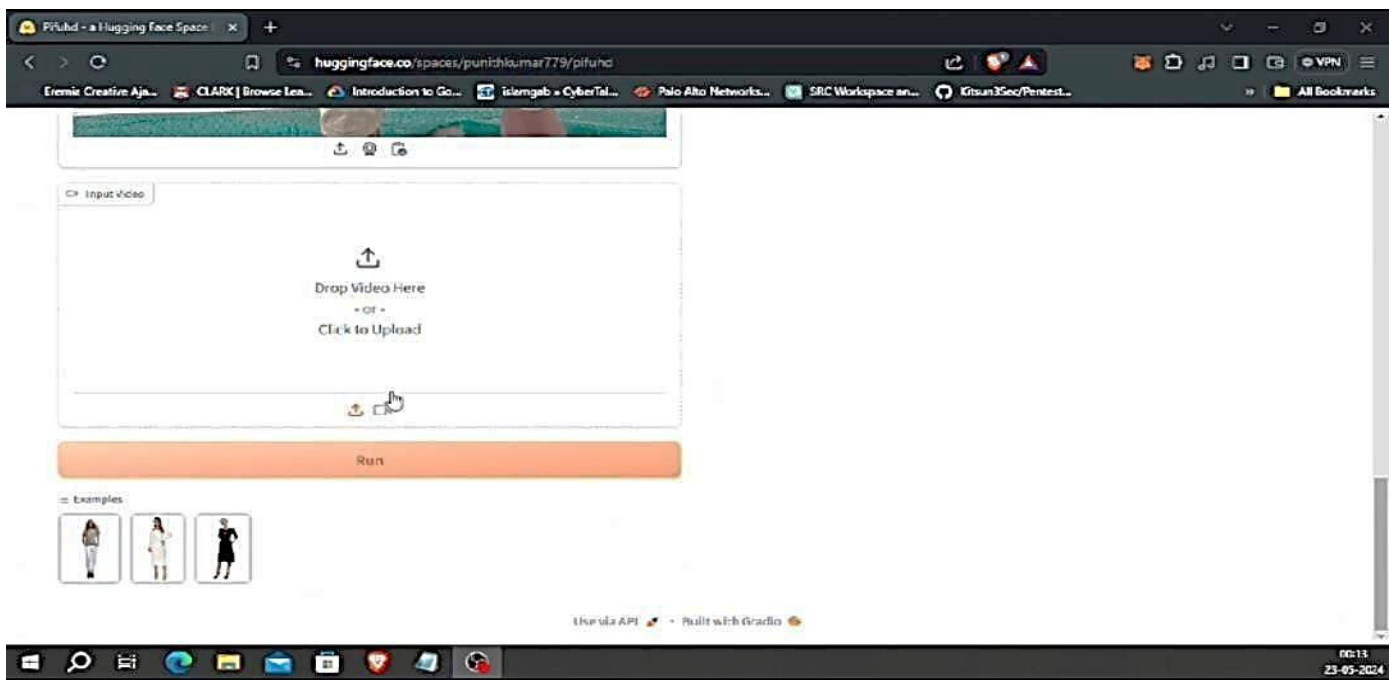 Pifuhd - a Hugging Face Space
huggingface.co/spaces/punithkumar779/pifuhd
VPN
Eremie Creative Aja...
CLARK | Browse Lea...
Introduction to Go...
islemgab • CyberTal...
Palo Alto Networks...
SRC Workspace an...
Kitsun3Sec/Pentest...
All Bookmarks
Input Video
Drop Video Here
- or -
Click to Upload
Run
Examples
Use via API
Built with Gradio
00:13
23-05-2024